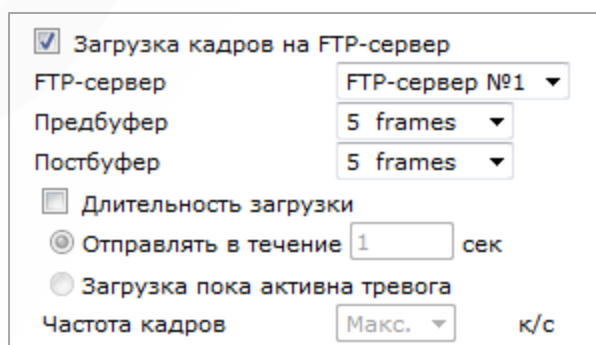 Загрузка кадров на FTP-сервер
FTP-сервер FTP-сервер №1
Предбуфер 5 frames
Постбуфер 5 frames
Длительность загрузки
Отправлять в течение 1 сек
Загрузка пока активна тревога
Частота кадров Макс. к/с